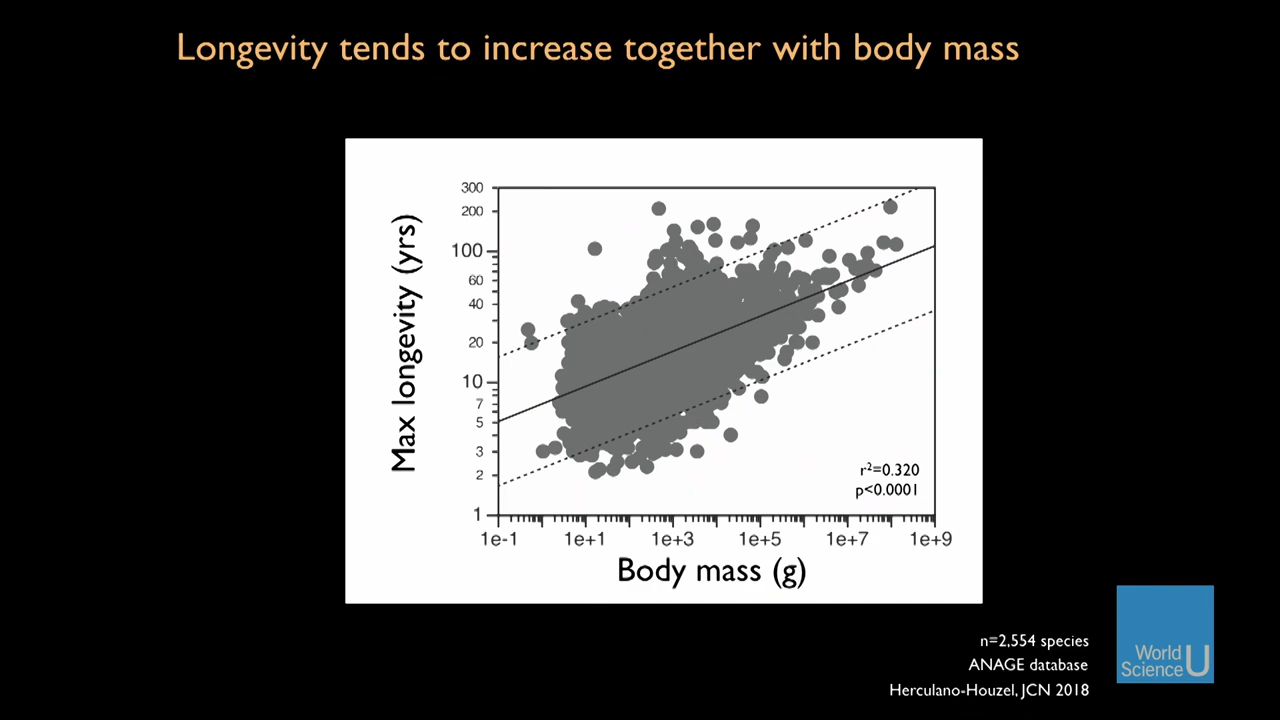 Longevity tends to increase together with body mass
Max longevity (yrs)
300
200
100
60
40
20
10
7
5
3
2
1
r²=0.320
p<0.0001
1e-1 1e+1 1e+3 1e+5 1e+7 1e+9
Body mass (g)
n=2,554 species
ANAGE database
Herculano-Houzel, JCN 2018
World
Science U